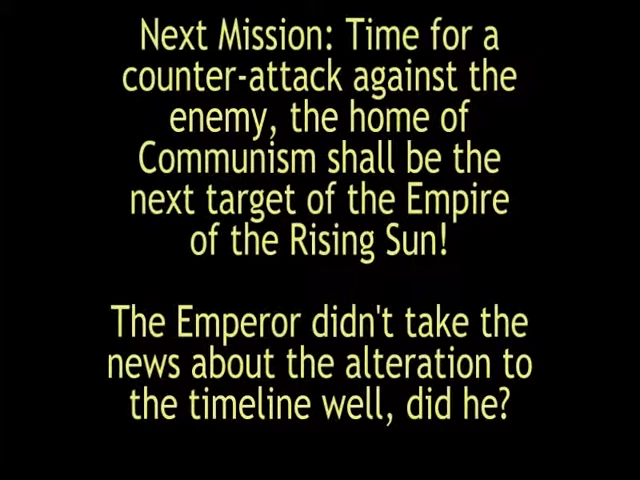 Next Mission: Time for a
counter-attack against the
enemy, the home of
Communism shall be the
next target of the Empire
of the Rising Sun!
The Emperor didn't take the
news about the alteration to
the timeline well, did he?